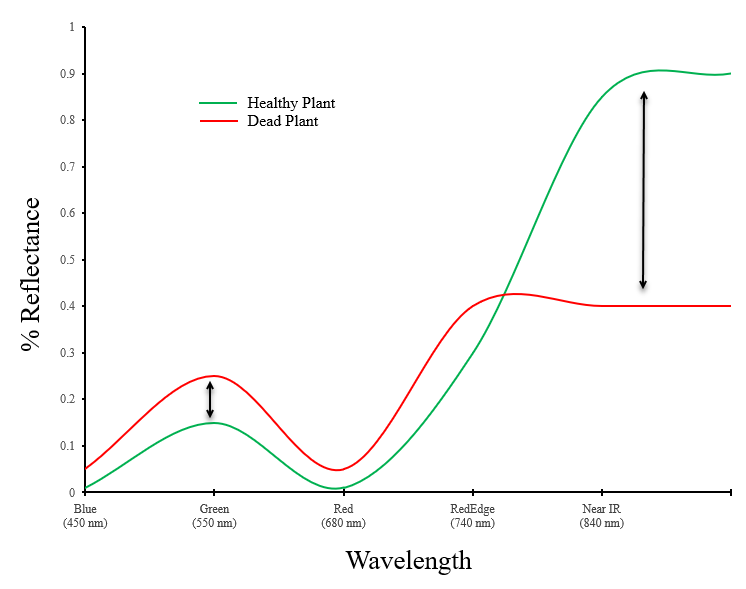 1
0.9
0.8
0.7
0.6
0.5
0.4
0.3
0.2
0.1
0
% Reflectance
Healthy Plant
Dead Plant
Blue
(450 nm)
Green
(550 nm)
Red
(680 nm)
RedEdge
(740 nm)
Near IR
(840 nm)
Wavelength